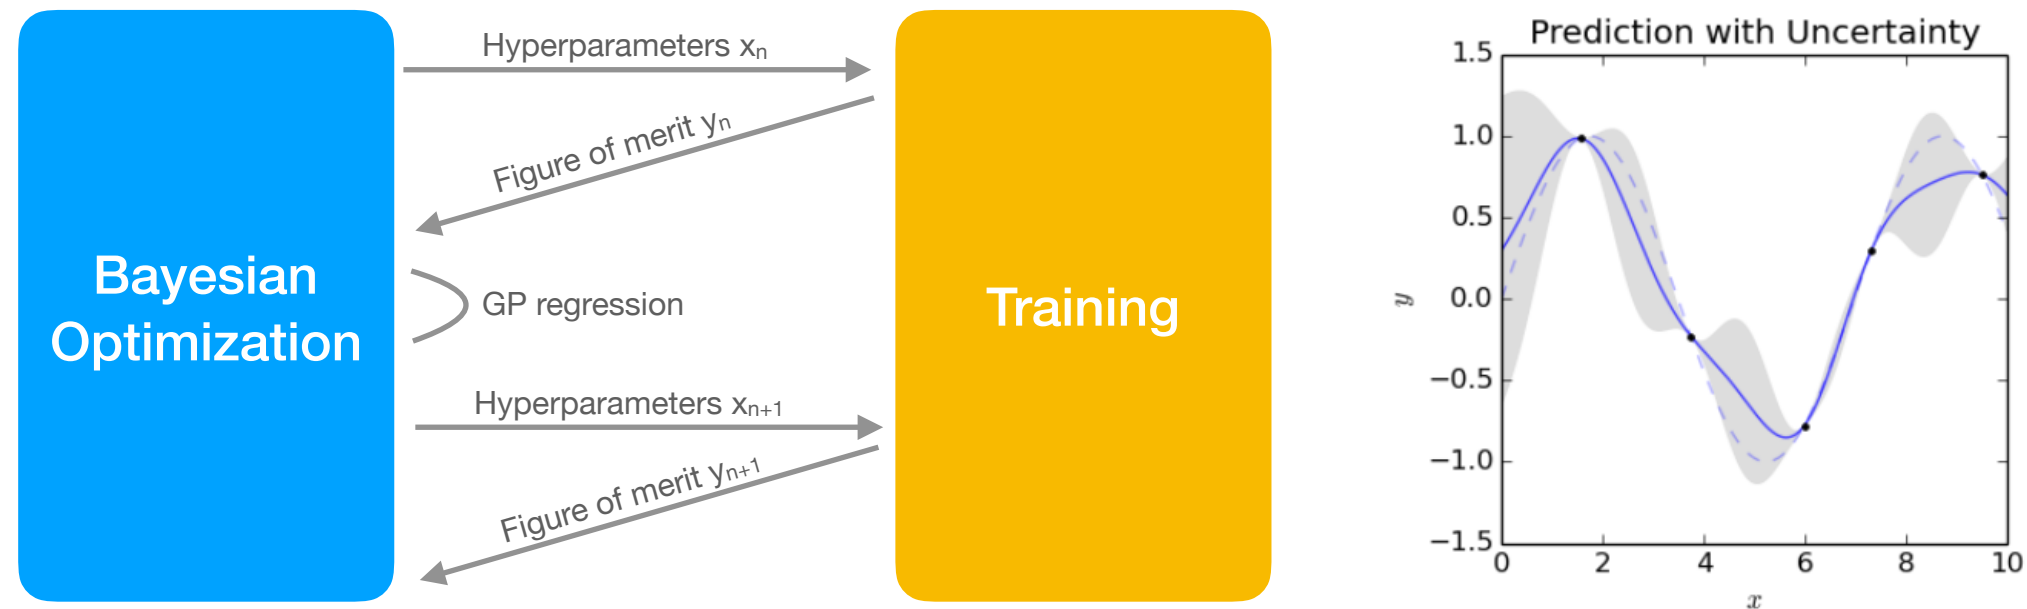 Bayesian
Optimization
Hyperparameters xₙ
Figure of merit yₙ
GP regression
Hyperparameters xₙ₊₁
Figure of merit yₙ₊₁
Training
Prediction with Uncertainty
1.5
1.0
0.5
0.0
−0.5
−1.0
−1.5
y
0 2 4 6 8 10
x